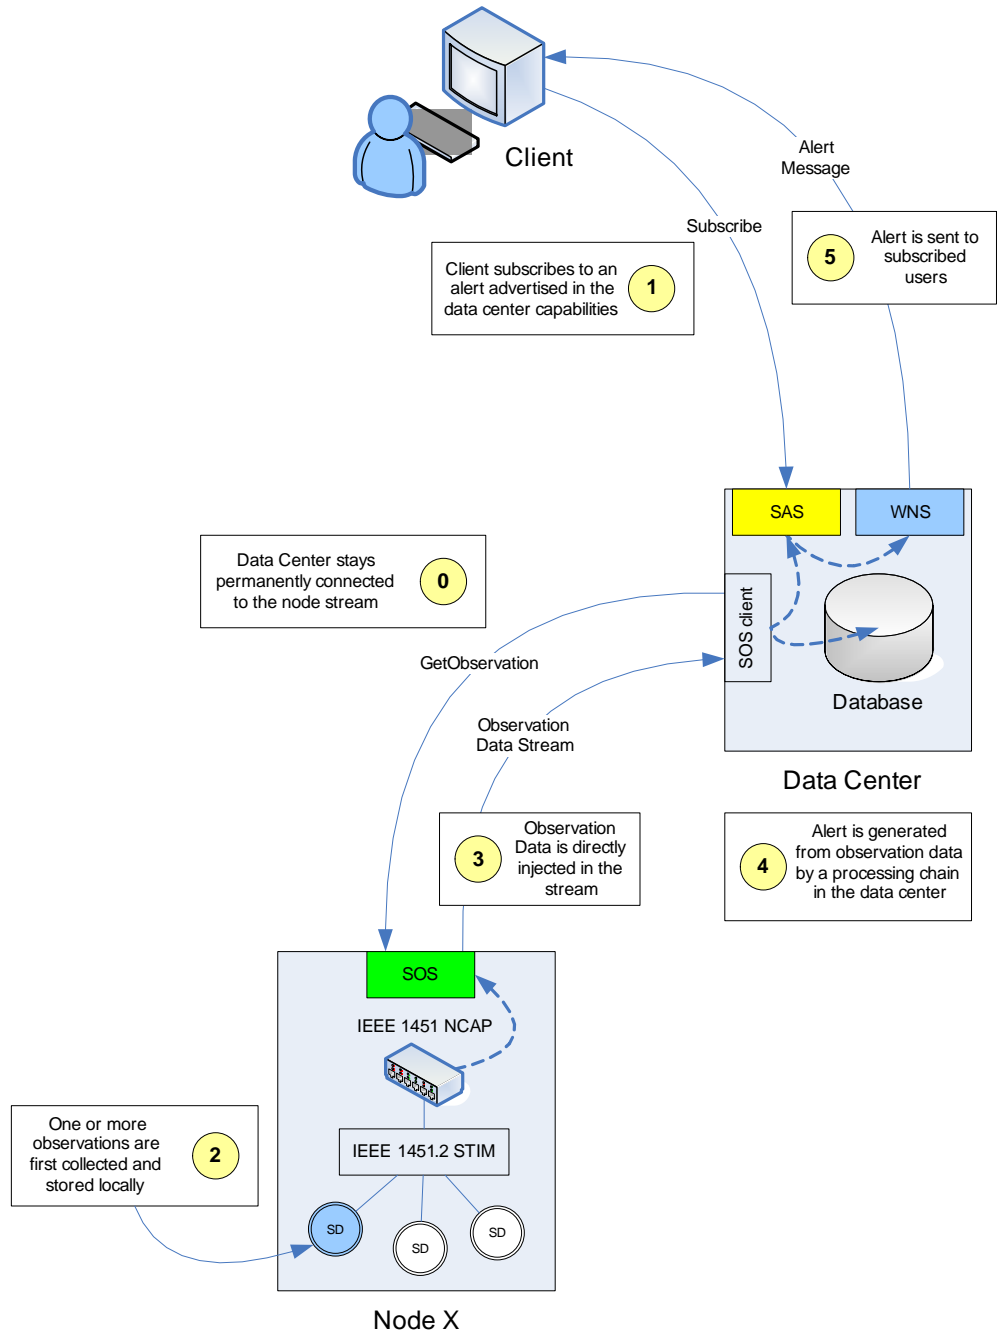 Client
Alert
Message
Subscribe
Client subscribes to an
alert advertised in the
data center capabilities
1
5
Alert is sent to
subscribed
users
SAS
WNS
Data Center stays
permanently connected
to the node stream
0
SOS client
Database
GetObservation
Observation
Data Stream
Data Center
3
Observation
Data is directly
injected in the
stream
4
Alert is generated
from observation data
by a processing chain
in the data center
SOS
IEEE 1451 NCAP
One or more
observations are
first collected and
stored locally
2
IEEE 1451.2 STIM
SD
SD
SD
Node X